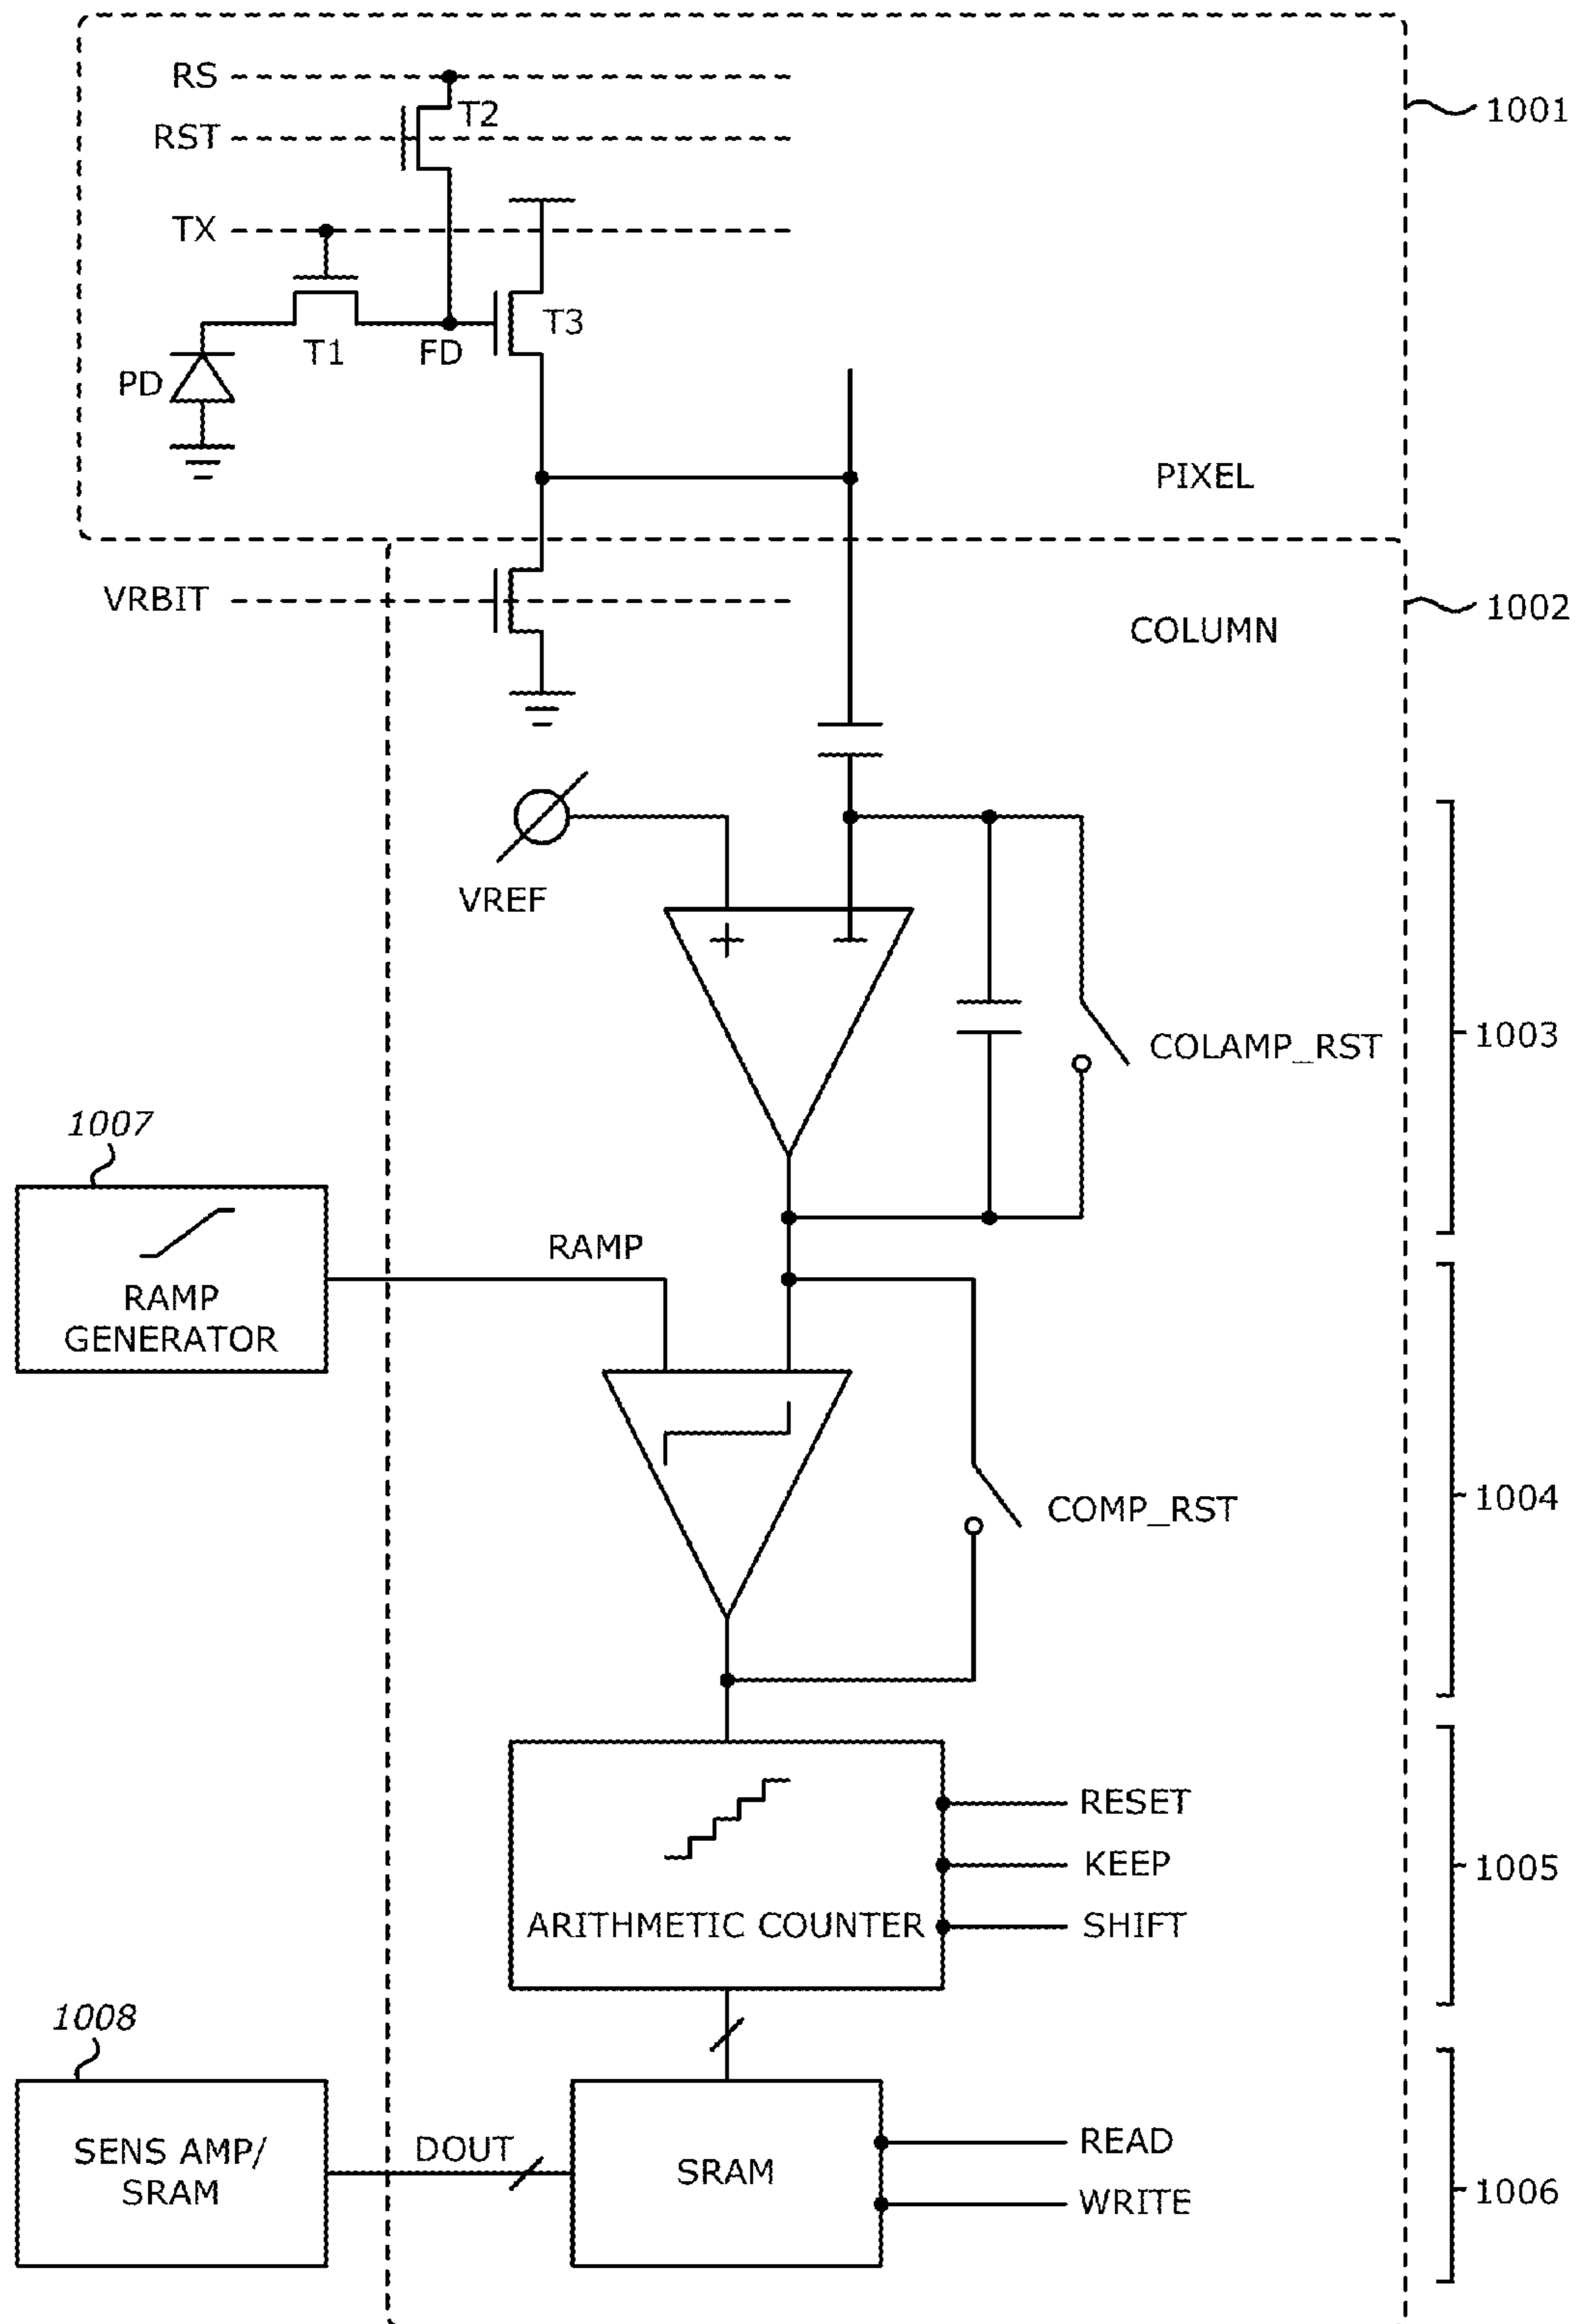 RS
T2
1001
RST
TX
T3
T1
FD
PD
PIXEL
VRBIT
1002
COLUMN
VREF
+
COLAMP_RST
1003
1007
RAMP
RAMP
GENERATOR
COMP_RST
1004
RESET
KEEP
1005
ARITHMETIC COUNTER
SHIFT
1008
SENS AMP/
SRAM
DOUT
SRAM
READ
WRITE
1006